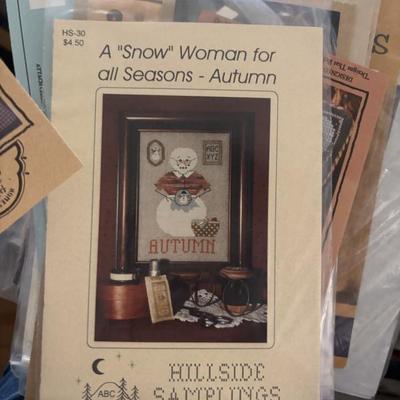 HS-30
$4.50
A "Snow" Woman for
all Seasons - Autumn
ABC
XYZ
AUTUMN
HILLSIDE
SAMPLINGS
ABC